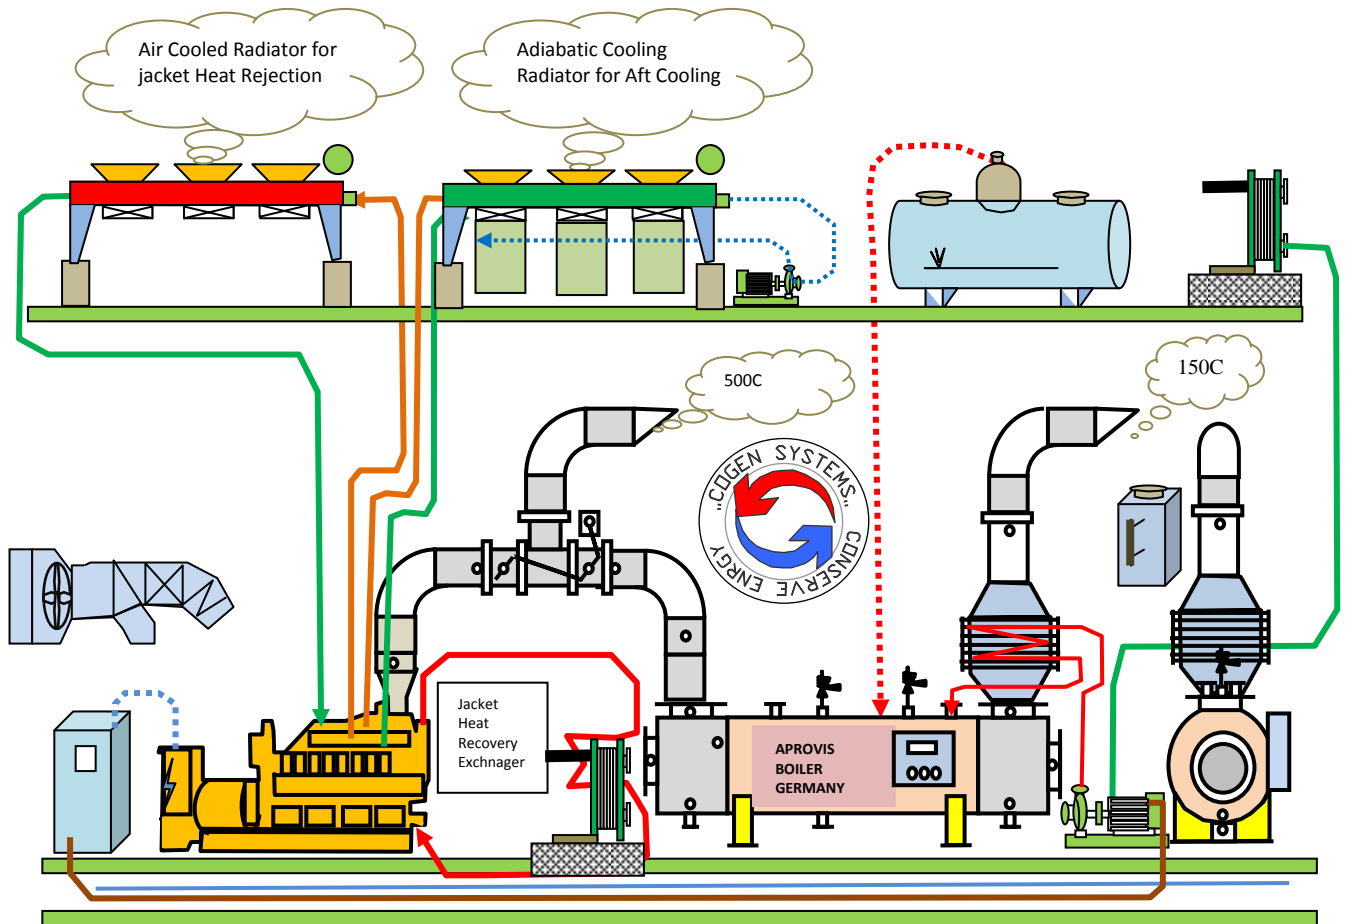 Air Cooled Radiator for
jacket Heat Rejection
Adiabatic Cooling
Radiator for Aft Cooling
500C
150C
..COGEN SYSTEMS..
CONSERVE ENRGY
Jacket
Heat
Recovery
Exchnager
APROVIS
BOILER
GERMANY